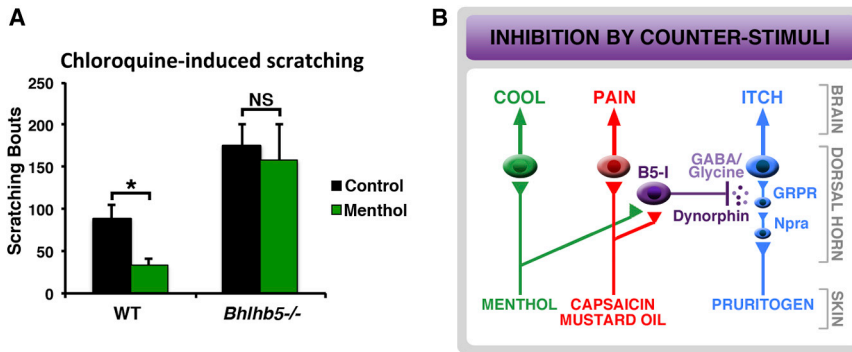 A
Chloroquine-induced scratching
Scratching Bouts
250
200
150
100
50
0
*
NS
WT
Bhlhb5-/-
Control
Menthol
B
INHIBITION BY COUNTER-STIMULI
COOL
PAIN
ITCH
B5-I
GABA/
Glycine
Dynorphin
GRPR
Npra
MENTHOL
CAPSAICIN
MUSTARD OIL
PRURITOGEN
BRAIN
DORSAL HORN
SKIN